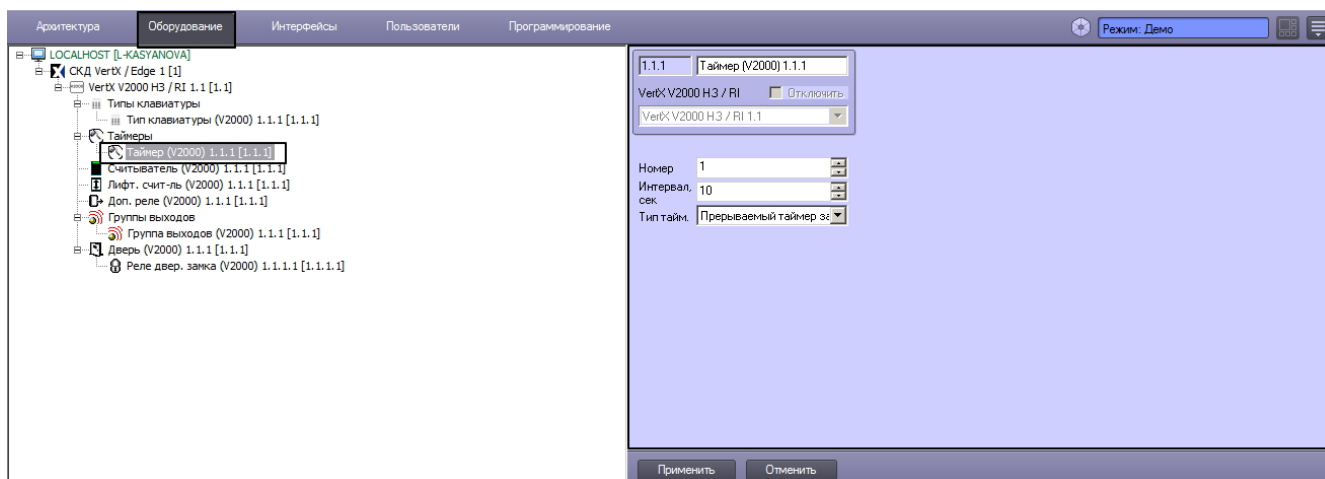 Архитектура Оборудование Интерфейсы Пользователи Программирование Режим: Демо
LOCALHOST [L-KASYANOVA]
СКД VertX / Edge 1 [1]
VertX V2000 НЗ / RI 1.1 [1.1]
Типы клавиатуры
Тип клавиатуры (V2000) 1.1.1 [1.1.1]
Таймеры
Таймер (V2000) 1.1.1 [1.1.1]
Считыватель (V2000) 1.1.1 [1.1.1]
Лифт. счит-ль (V2000) 1.1.1 [1.1.1]
Доп. реле (V2000) 1.1.1 [1.1.1]
Группы выходов
Группа выходов (V2000) 1.1.1 [1.1.1]
Дверь (V2000) 1.1.1 [1.1.1]
Реле двер. замка (V2000) 1.1.1.1 [1.1.1.1]
1.1.1 Таймер (V2000) 1.1.1
VertX V2000 НЗ / RI Отключить
VertX V2000 НЗ / RI 1.1
Номер 1
Интервал, сек 10
Тип тайм. Прерываемый таймер за
Применить Отменить